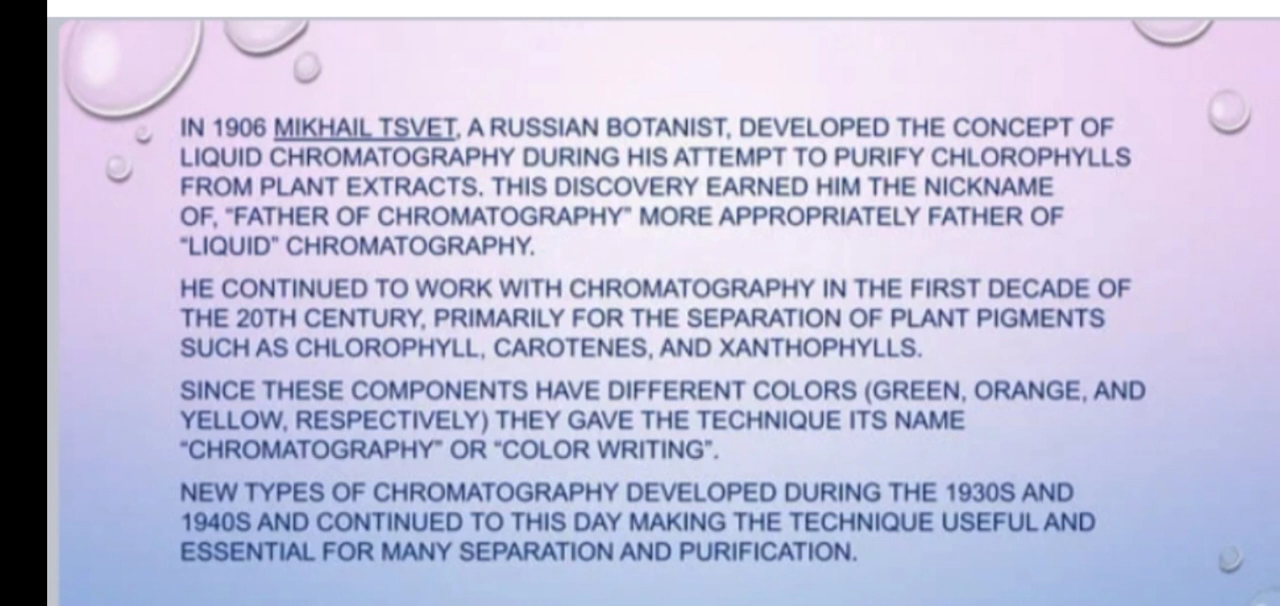 IN 1906 MIKHAIL TSVET, A RUSSIAN BOTANIST, DEVELOPED THE CONCEPT OF
LIQUID CHROMATOGRAPHY DURING HIS ATTEMPT TO PURIFY CHLOROPHYLLS
FROM PLANT EXTRACTS. THIS DISCOVERY EARNED HIM THE NICKNAME
OF, “FATHER OF CHROMATOGRAPHY” MORE APPROPRIATELY FATHER OF
“LIQUID” CHROMATOGRAPHY.
HE CONTINUED TO WORK WITH CHROMATOGRAPHY IN THE FIRST DECADE OF
THE 20TH CENTURY, PRIMARILY FOR THE SEPARATION OF PLANT PIGMENTS
SUCH AS CHLOROPHYLL, CAROTENES, AND XANTHOPHYLLS.
SINCE THESE COMPONENTS HAVE DIFFERENT COLORS (GREEN, ORANGE, AND
YELLOW, RESPECTIVELY) THEY GAVE THE TECHNIQUE ITS NAME
“CHROMATOGRAPHY” OR “COLOR WRITING”.
NEW TYPES OF CHROMATOGRAPHY DEVELOPED DURING THE 1930S AND
1940S AND CONTINUED TO THIS DAY MAKING THE TECHNIQUE USEFUL AND
ESSENTIAL FOR MANY SEPARATION AND PURIFICATION.